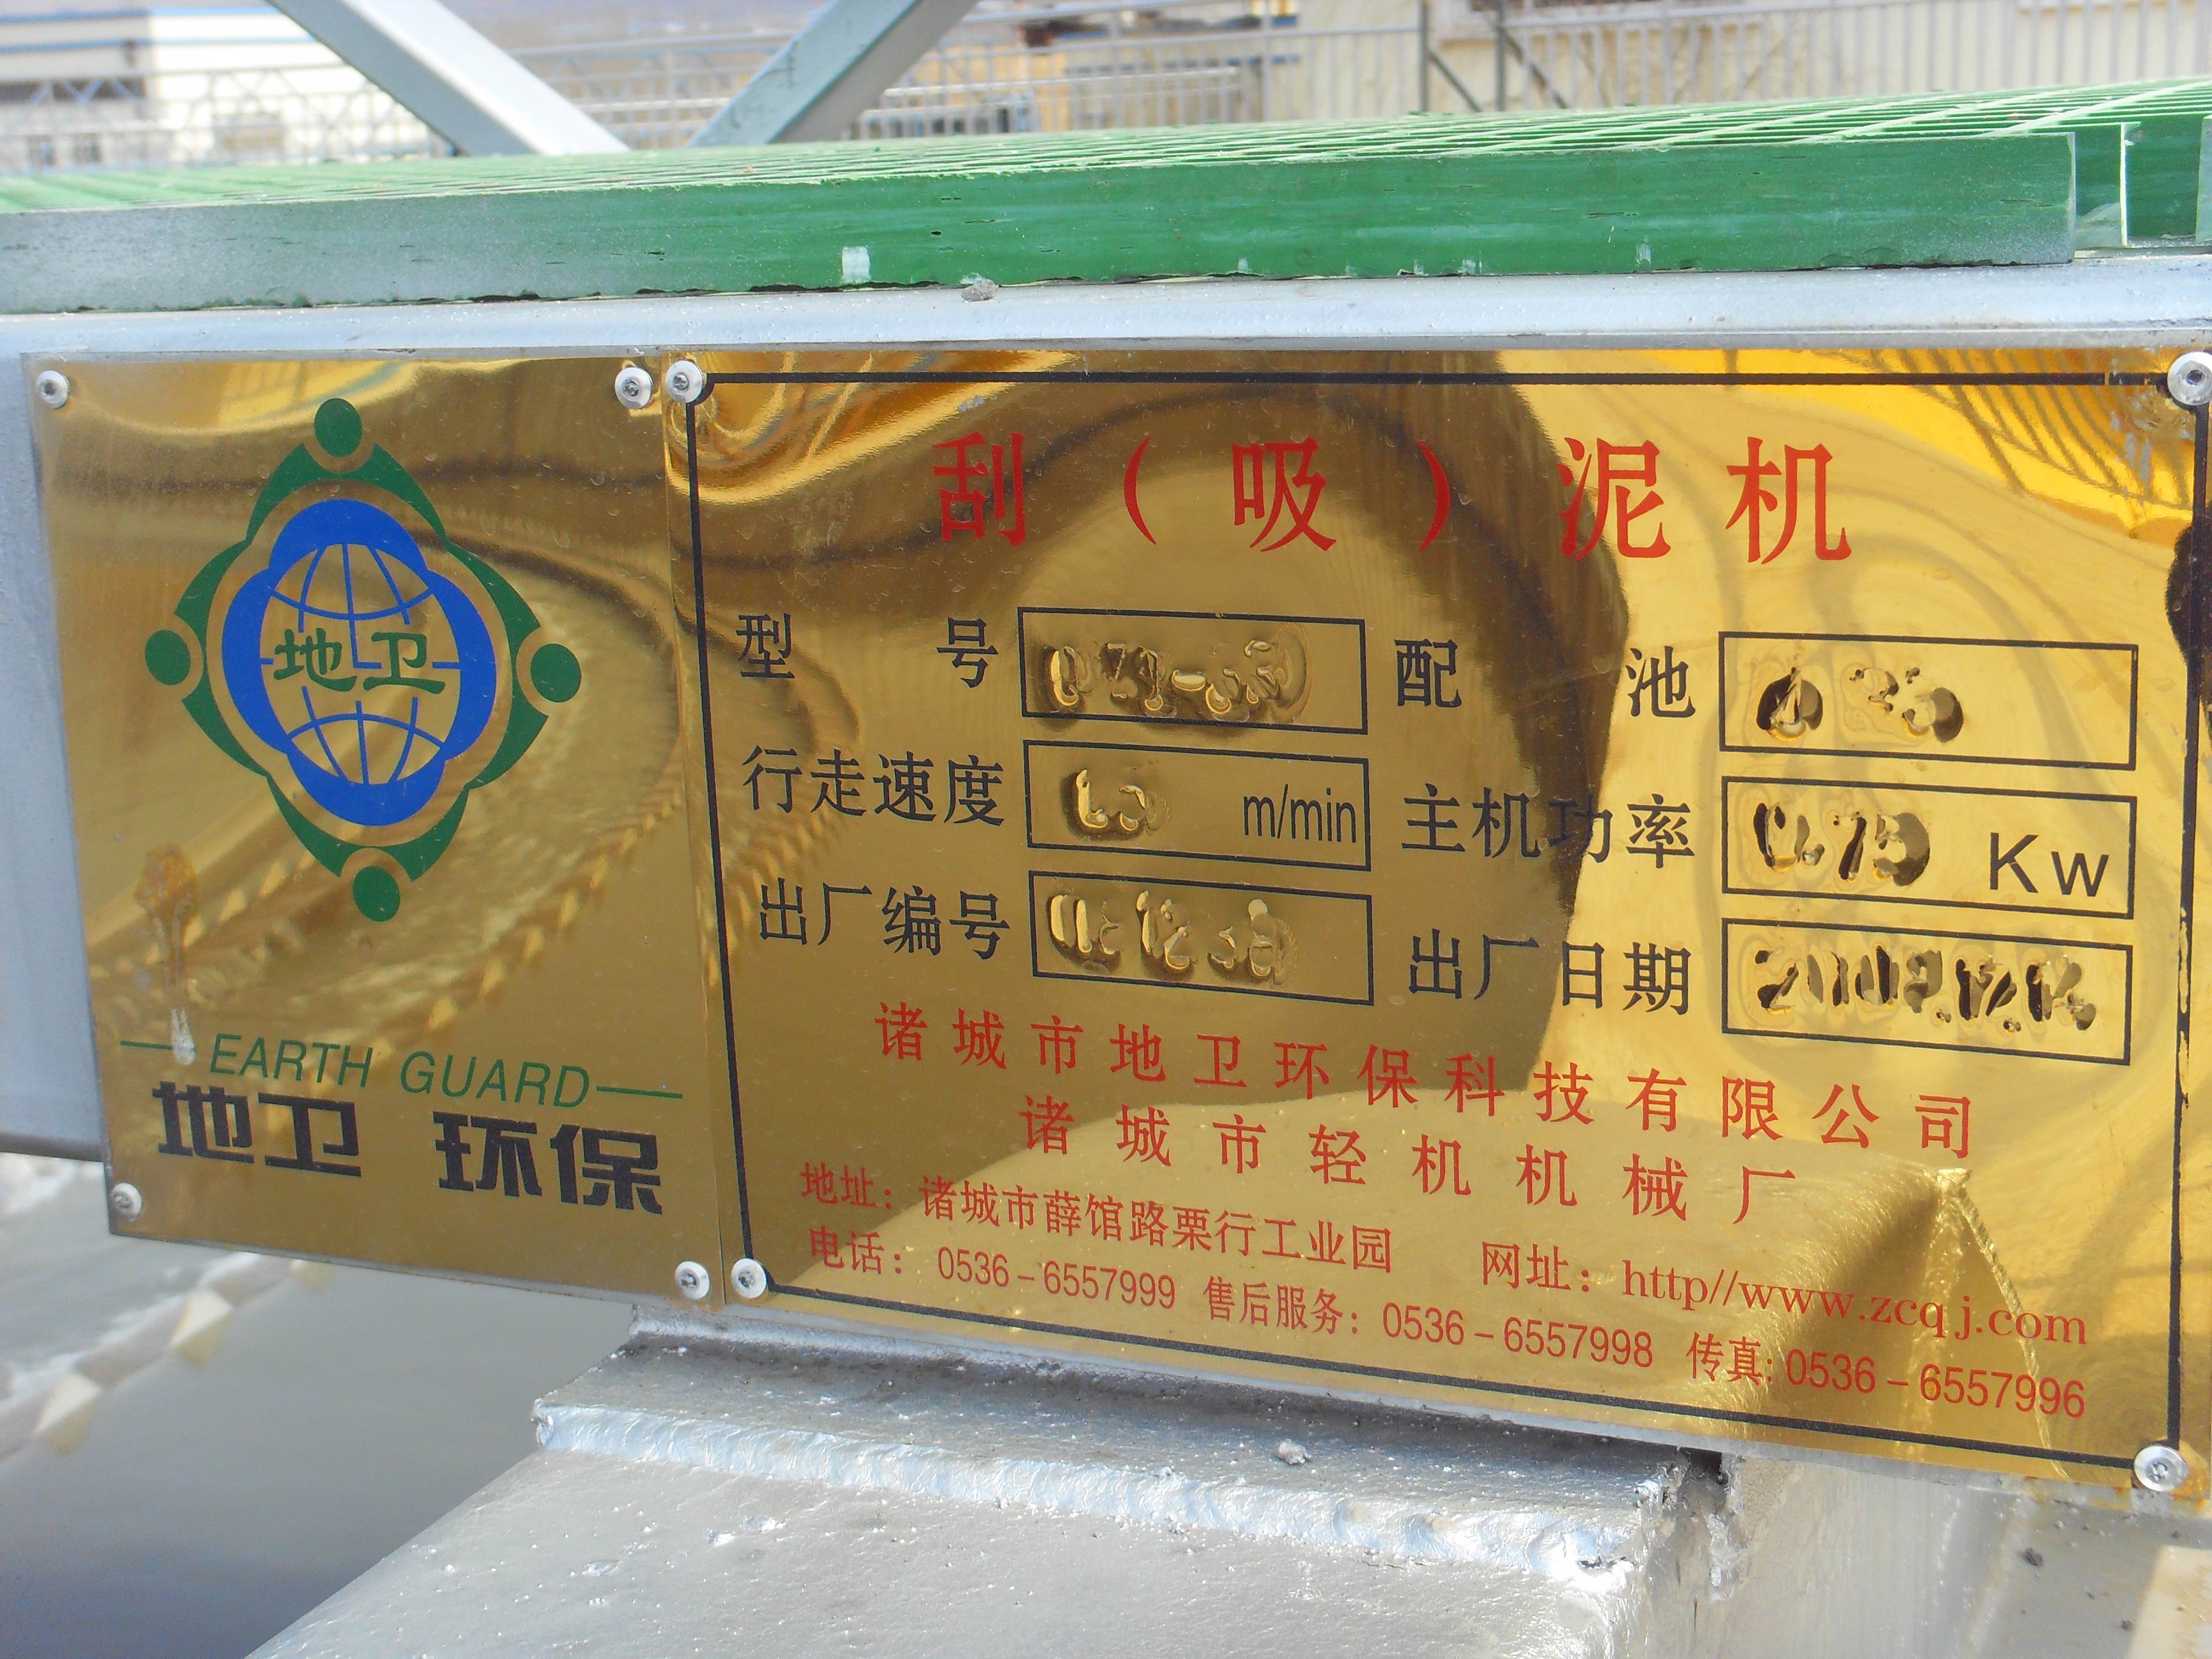 地卫
EARTH GUARD
地卫 环保
刮（吸）泥机
型号 配池
行走速度 m/min 主机功率 0.75 Kw
出厂编号 出厂日期
诸城市地卫环保科技有限公司
诸城市轻机机械厂
地址：诸城市薛馆路栗行工业园 网址：http//www.zcqj.com
电话：0536-6557999 售后服务：0536-6557998 传真:0536-6557996